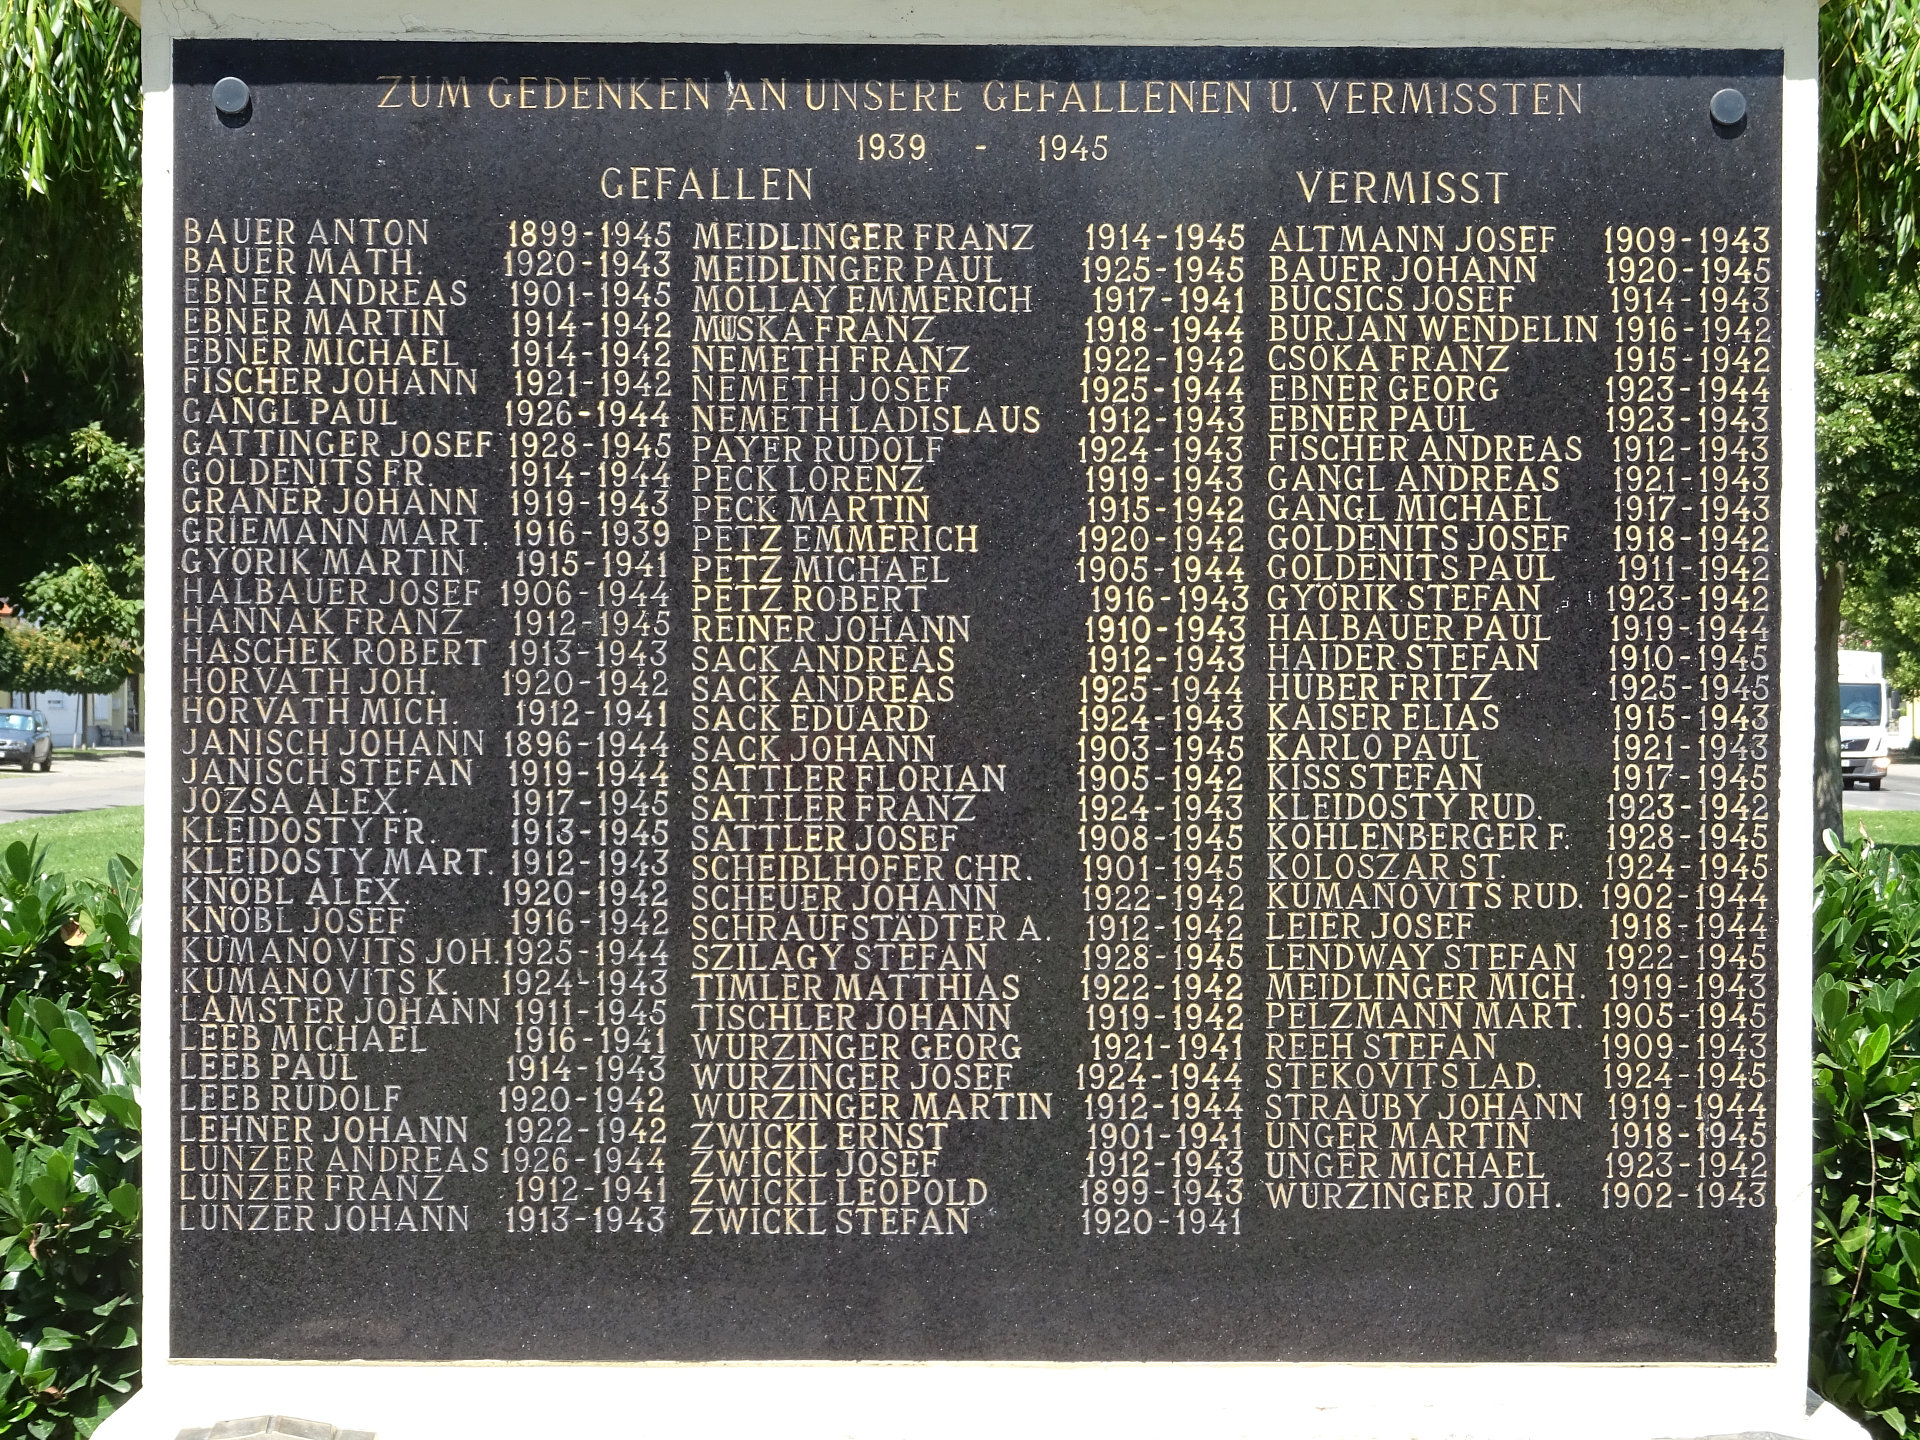 ZUM GEDENKEN AN UNSERE GEFALLENEN U. VERMISSTEN
1939 - 1945
GEFALLEN
BAUER ANTON 1899-1945
BAUER MATH. 1920-1943
EBNER ANDREAS 1901-1945
EBNER MARTIN 1914-1942
EBNER MICHAEL 1914-1942
FISCHER JOHANN 1921-1942
GANGL PAUL 1926-1944
GATTINGER JOSEF 1928-1945
GOLDENITS FR. 1914-1944
GRANER JOHANN 1919-1943
GRIEMANN MART. 1916-1939
GYÖRIK MARTIN 1915-1941
HALBAUER JOSEF 1906-1944
HANNAK FRANZ 1912-1945
HASCHEK ROBERT 1913-1943
HORVATH JOH. 1920-1942
HORVATH MICH. 1912-1941
JANISCH JOHANN 1896-1944
JANISCH STEFAN 1919-1944
JOZSA ALEX. 1917-1945
KLEIDOSTY FR. 1913-1945
KLEIDOSTY MART. 1912-1943
KNÖBL ALEX. 1920-1942
KNÖBL JOSEF 1916-1942
KUMANOVITS JOH. 1925-1944
KUMANOVITS K. 1924-1943
LAMSTER JOHANN 1911-1945
LEEB MICHAEL 1916-1941
LEEB PAUL 1914-1943
LEEB RUDOLF 1920-1942
LEHNER JOHANN 1922-1942
LUNZER ANDREAS 1926-1944
LUNZER FRANZ 1912-1941
LUNZER JOHANN 1913-1943
MEIDLINGER FRANZ 1914-1945
MEIDLINGER PAUL 1925-1945
MOLLAY EMMERICH 1917-1941
FRANZ 1918-1944
NEMETH FRANZ 1922-1942
NEMETH JOSEF 1925-1944
NEMETH LADISLAUS 1912-1943
PAYER RUDOLF 1924-1943
PECK LORENZ 1919-1943
PECK MARTIN 1915-1942
PETZ EMMERICH 1920-1942
PETZ MICHAEL 1905-1944
PETZ ROBERT 1916-1943
REINER JOHANN 1910-1943
SACK ANDREAS 1912-1943
SACK ANDREAS 1925-1944
SACK EDUARD 1924-1943
SACK JOHANN 1903-1945
SATTLER FLORIAN 1905-1942
SATTLER FRANZ 1924-1943
SATTLER JOSEF 1908-1945
SCHEIBLHOFER CHR. 1901-1945
SCHEUER JOHANN 1922-1942
SCHRAUFSTÄDTER A. 1912-1942
SZILAGY STEFAN 1928-1945
TIMLER MATTHIAS 1922-1942
TISCHLER JOHANN 1919-1942
WURZINGER GEORG 1921-1941
WURZINGER JOSEF 1924-1944
WURZINGER MARTIN 1912-1944
ZWICKL ERNST 1901-1941
ZWICKL JOSEF 1912-1943
ZWICKL LEOPOLD 1899-1943
ZWICKL STEFAN 1920-1941
VERMISST
ALTMANN JOSEF 1909-1943
BAUER JOHANN 1920-1945
BUCSICS JOSEF 1914-1943
BURJAN WENDELIN 1916-1942
CSOKA FRANZ 1915-1942
EBNER GEORG 1923-1944
EBNER PAUL 1923-1943
FISCHER ANDREAS 1912-1943
GANGL ANDREAS 1921-1943
GANGL MICHAEL 1917-1943
GOLDENITS JOSEF 1918-1942
GOLDENITS PAUL 1911-1942
GYÖRIK STEFAN 1923-1942
HALBAUER PAUL 1919-1944
HAIDER STEFAN 1910-1945
HUBER FRITZ 1925-1945
KAISER ELIAS 1915-1943
KARLO PAUL 1921-1943
KISS STEFAN 1917-1945
KLEIDOSTY RUD. 1923-1942
KOHLENBERGER F. 1928-1945
KOLOSZAR ST. 1924-1945
KUMANOVITS RUD. 1902-1944
LEIER JOSEF 1918-1944
LENDWAY STEFAN 1922-1945
MEIDLINGER MICH. 1919-1943
PELZMANN MART. 1905-1945
REEH STEFAN 1909-1943
STEKOVITS LAD. 1924-1945
STRAUBY JOHANN 1919-1944
UNGER MARTIN 1918-1945
UNGER MICHAEL 1923-1942
WURZINGER JOH. 1902-1943